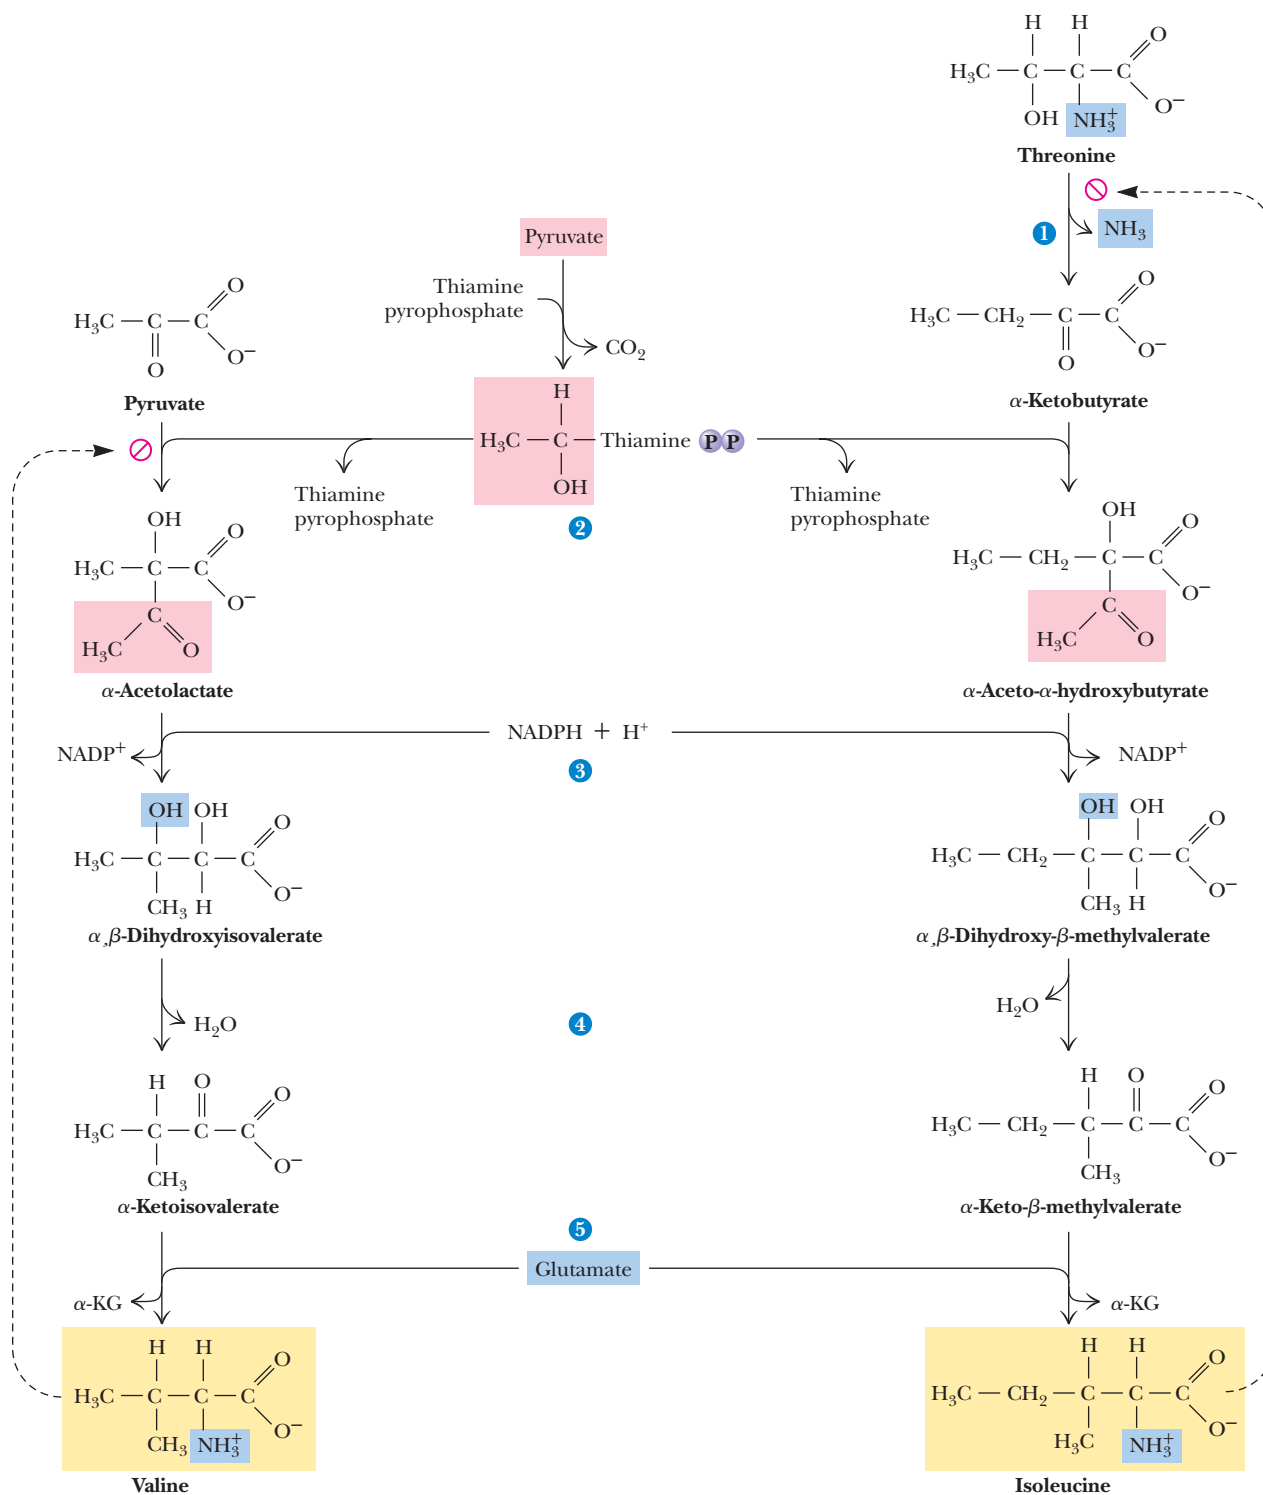 H H O
H₃C — C — C — C
OH NH₃⁺ O⁻
Threonine
1
NH₃
Pyruvate
Thiamine
pyrophosphate
CO₂
H₃C — C — C
O
O⁻
O
Pyruvate
H₃C — CH₂ — C — C
O
O⁻
O
α-Ketobutyrate
H
H₃C — C — Thiamine P P
OH
2
Thiamine
pyrophosphate
Thiamine
pyrophosphate
OH O
H₃C — C — C
O⁻
C
H₃C O
α-Acetolactate
OH O
H₃C — CH₂ — C — C
O⁻
C
H₃C O
α-Aceto-α-hydroxybutyrate
NADPH + H⁺
NADP⁺
3
NADP⁺
OH OH O
H₃C — C — C — C
O⁻
CH₃ H
α,β-Dihydroxyisovalerate
OH OH O
H₃C — CH₂ — C — C — C
O⁻
CH₃ H
α,β-Dihydroxy-β-methylvalerate
H₂O
4
H₂O
H O O
H₃C — C — C — C
O⁻
CH₃
α-Ketoisovalerate
H O O
H₃C — CH₂ — C — C — C
O⁻
CH₃
α-Keto-β-methylvalerate
5
Glutamate
α-KG
α-KG
H H O
H₃C — C — C — C
O⁻
CH₃ NH₃⁺
Valine
H H O
H₃C — CH₂ — C — C — C
O⁻
H₃C NH₃⁺
Isoleucine